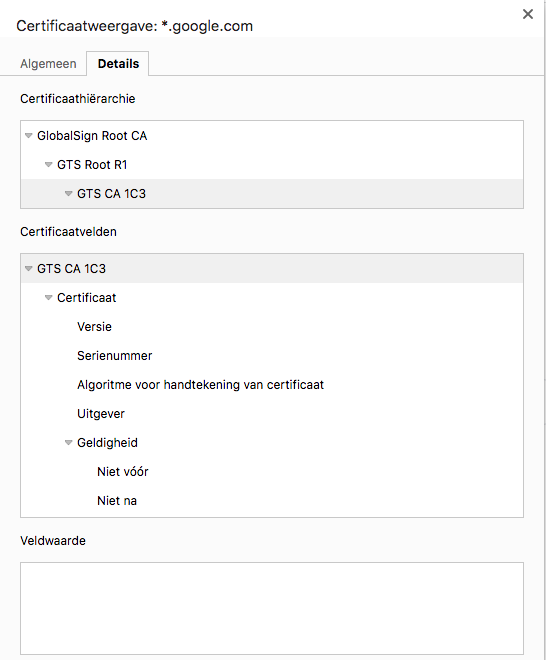 Certificaatweergave: *.google.com
Algemeen
Details
Certificaathiërarchie
GlobalSign Root CA
GTS Root R1
GTS CA 1C3
Certificaatvelden
GTS CA 1C3
Certificaat
Versie
Serienummer
Algoritme voor handtekening van certificaat
Uitgever
Geldigheid
Niet vóór
Niet na
Veldwaarde